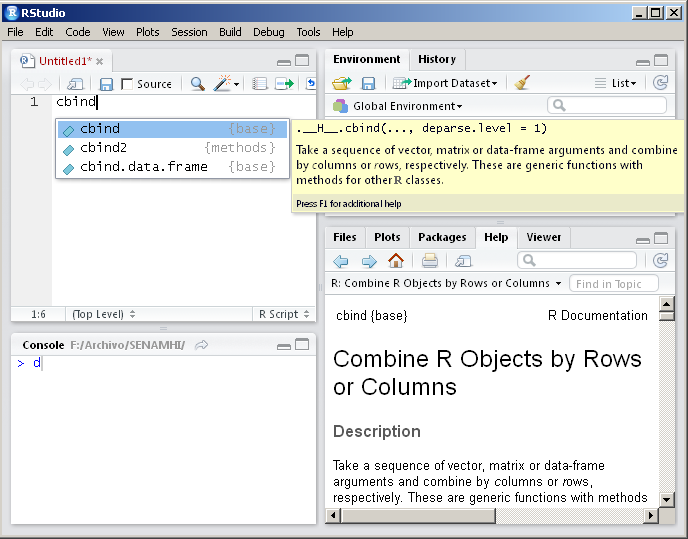 RStudio
File Edit Code View Plots Session Build Debug Tools Help
Untitled1*
Source
1 cbind
cbind {base}
cbind2 {methods}
cbind.data.frame {base}
1:6 (Top Level) R Script
Console F:/Archivo/SENAMHI/
> d
Environment History
Import Dataset List
Global Environment
.__H__.cbind(..., deparse.level = 1)
Take a sequence of vector, matrix or data-frame arguments and combine
by columns or rows, respectively. These are generic functions with
methods for other R classes.
Press F1 for additional help
Files Plots Packages Help Viewer
R: Combine R Objects by Rows or Columns Find in Topic
cbind {base} R Documentation
Combine R Objects by Rows
or Columns
Description
Take a sequence of vector, matrix or data-frame
arguments and combine by columns or rows,
respectively. These are generic functions with methods